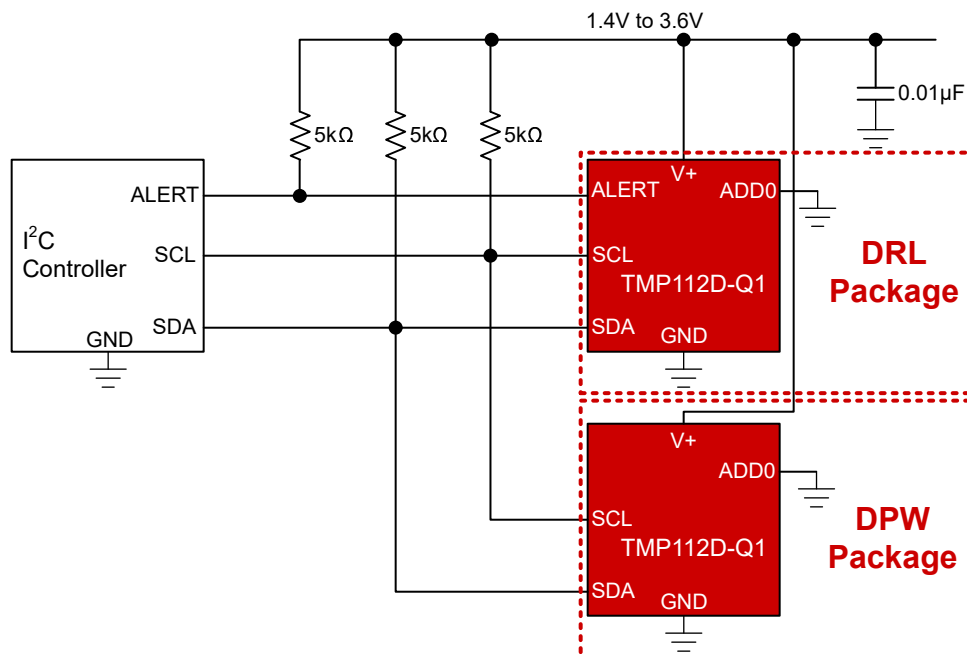 1.4V to 3.6V
0.01µF
5kΩ
5kΩ
5kΩ
I²C
Controller
ALERT
SCL
SDA
GND
V+
ALERT
ADD0
SCL
TMP112D-Q1
SDA
GND
DRL
Package
V+
ADD0
SCL
TMP112D-Q1
SDA
GND
DPW
Package